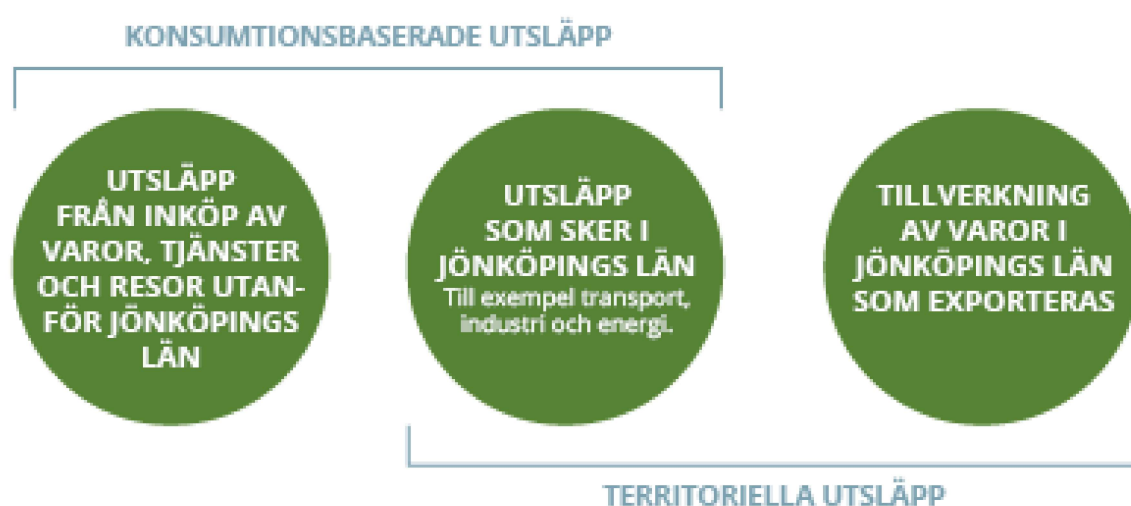 KONSUMTIONSBASERADE UTSLÄPP
UTSLÄPP
FRÅN INKÖP AV
VAROR, TJÄNSTER
OCH RESOR UTAN-
FÖR JÖNKÖPINGS
LÄN
UTSLÄPP
SOM SKER I
JÖNKÖPINGS LÄN
Till exempel transport,
industri och energi.
TILLVERKNING
AV VAROR I
JÖNKÖPINGS LÄN
SOM EXPORTERAS
TERRITORIELLA UTSLÄPP